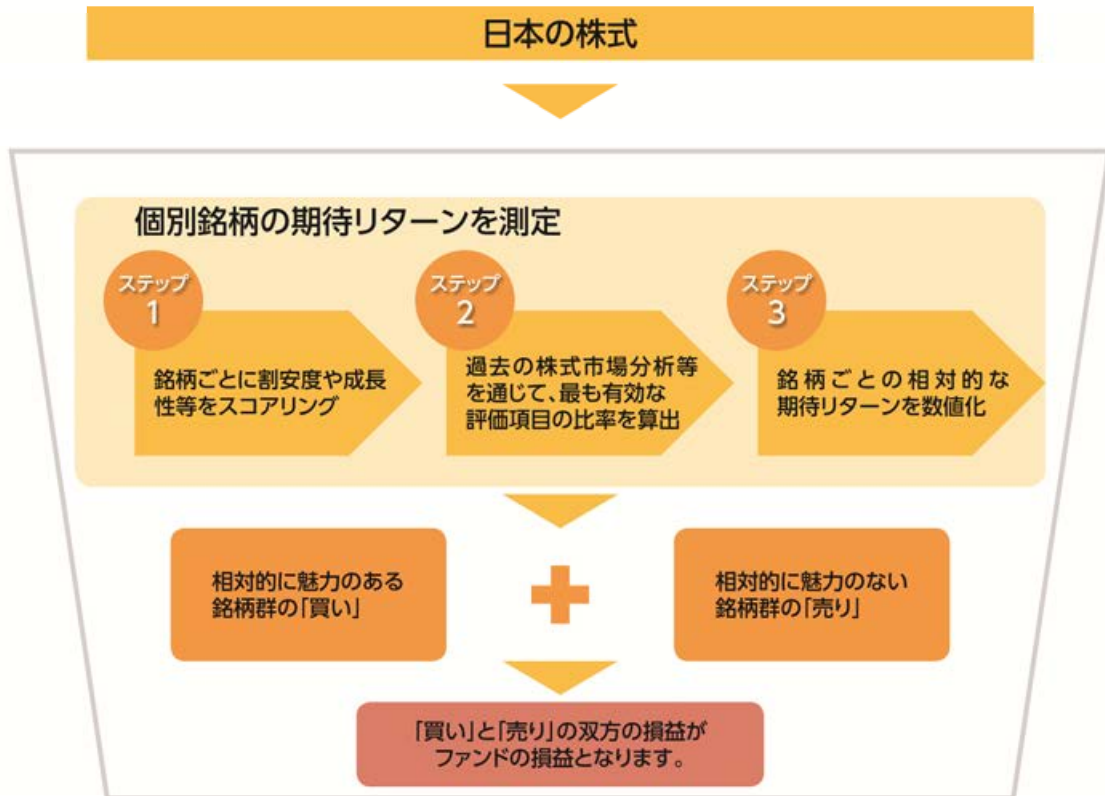 日本の株式
個別銘柄の期待リターンを測定
ステップ
1
銘柄ごとに割安度や成長
性等をスコアリング
ステップ
2
過去の株式市場分析等
を通じて、最も有効な
評価項目の比率を算出
ステップ
3
銘柄ごとの相対的な
期待リターンを数値化
相対的に魅力のある
銘柄群の「買い」
相対的に魅力のない
銘柄群の「売り」
「買い」と「売り」の双方の損益が
ファンドの損益となります。